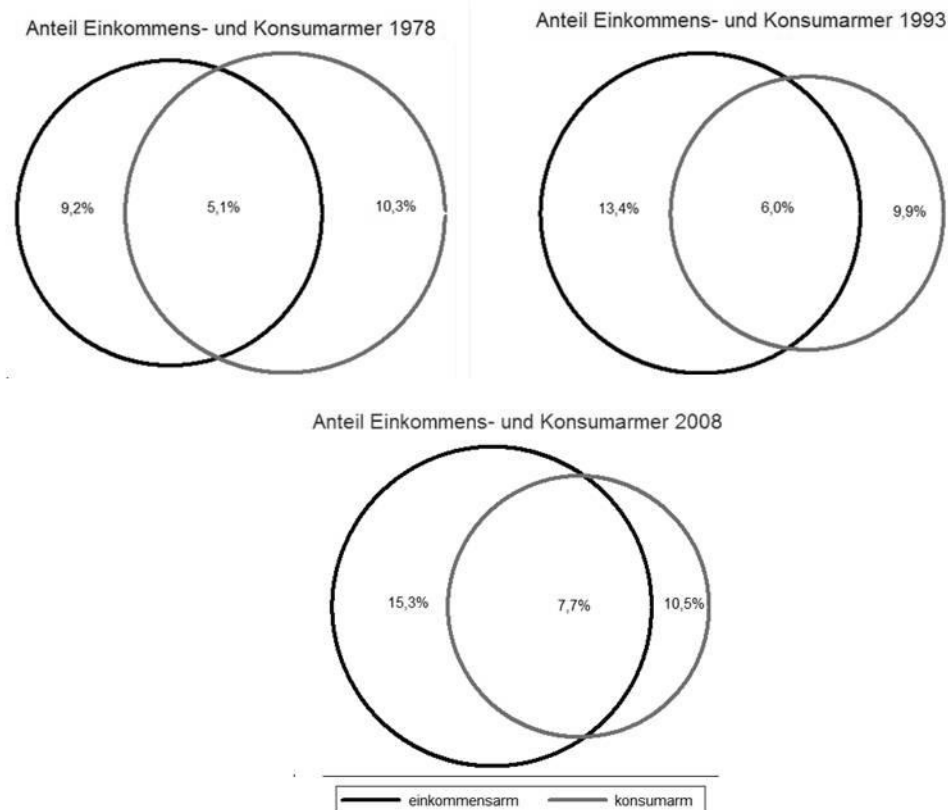 Anteil Einkommens- und Konsumarmer 1978
9,2%
5,1%
10,3%
Anteil Einkommens- und Konsumarmer 1993
13,4%
6,0%
9,9%
Anteil Einkommens- und Konsumarmer 2008
15,3%
7,7%
10,5%
einkommensarm
konsumarm